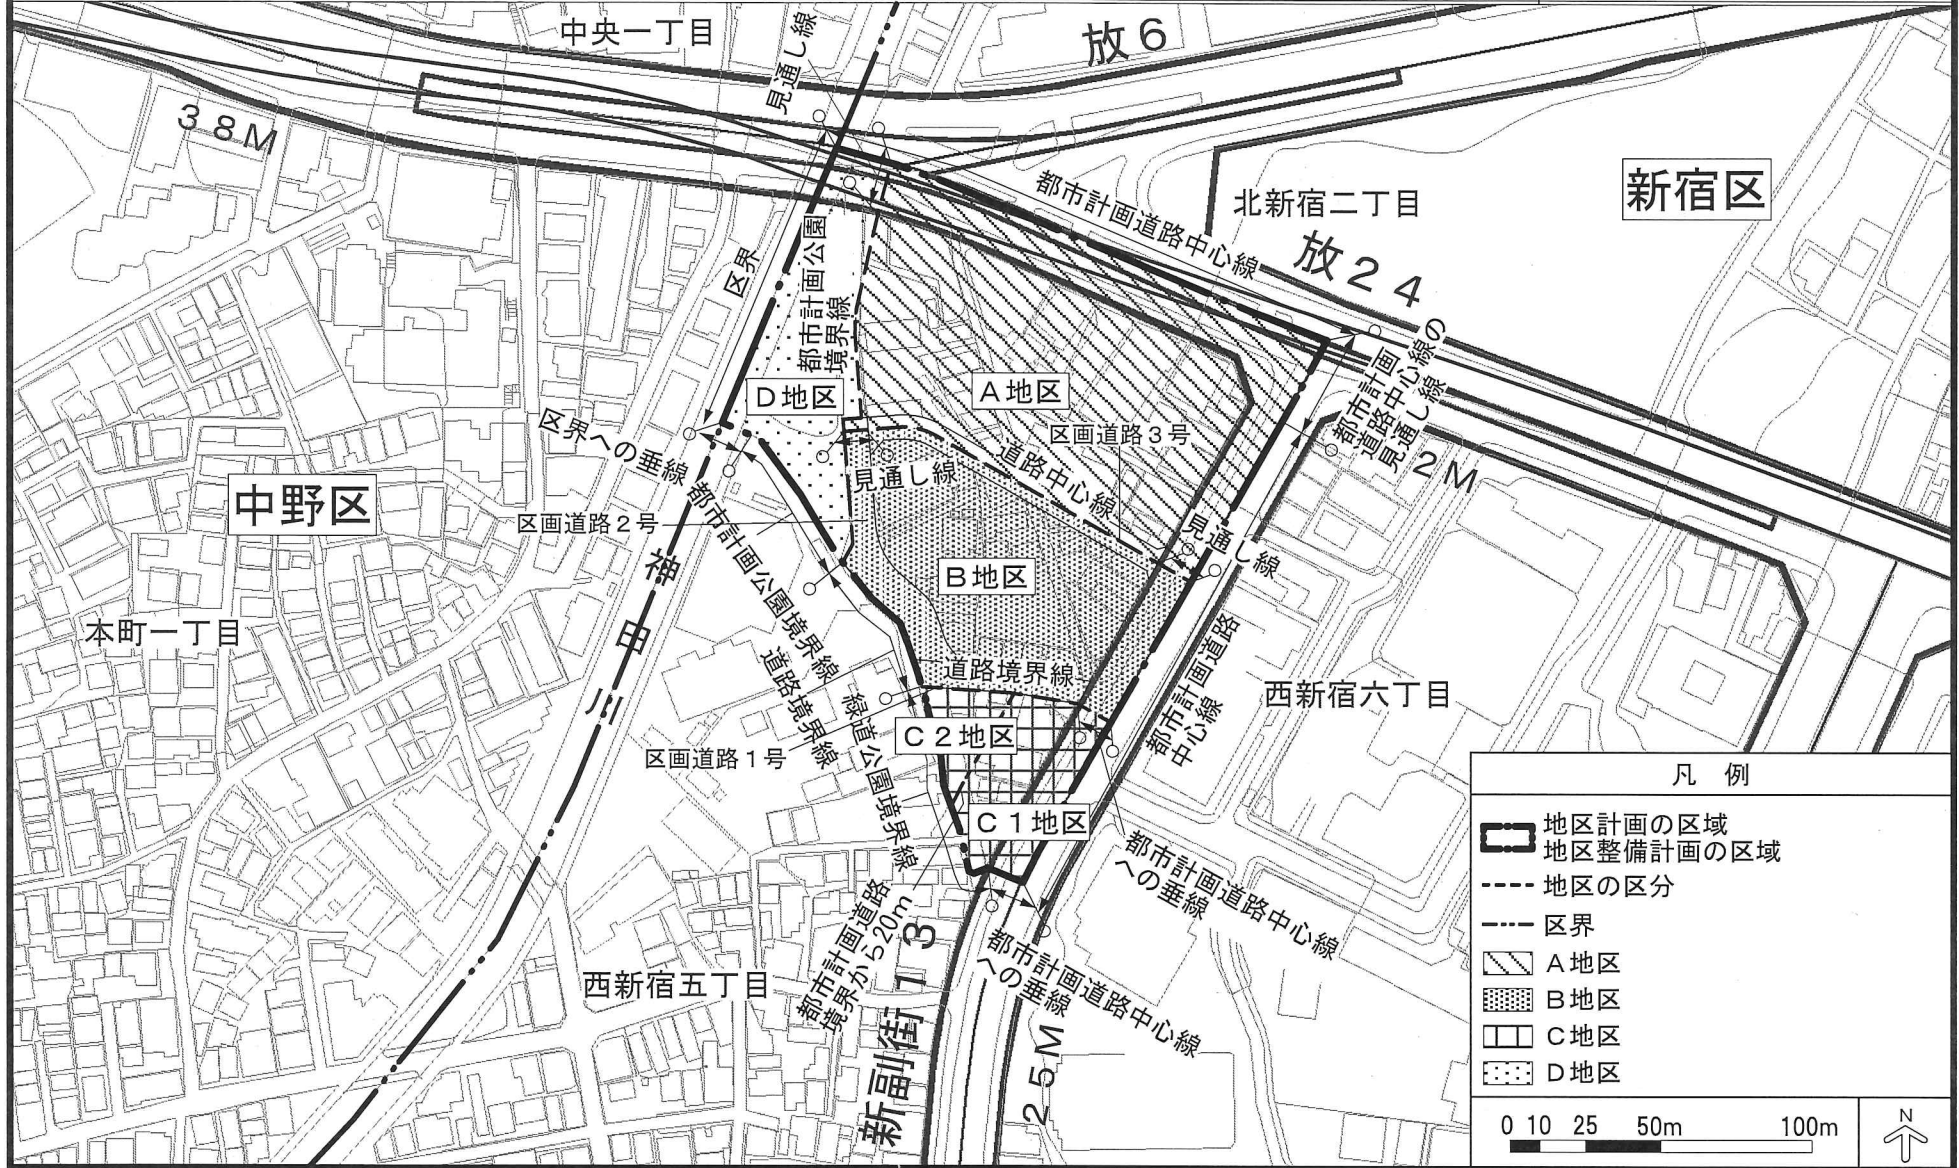 中央一丁目
見通し線
放6
38M
新宿区
北新宿二丁目
都市計画道路中心線
放24
区界
都市計画公園
境界線
都市計画
道路中心線の
見通し線
D地区
A地区
区画道路3号
道路中心線
区界への垂線
見通し線
2M
中野区
区画道路2号
都市計画公園境界線
見通し線
神田川
B地区
本町一丁目
道路境界線
道路境界線
都市計画道路
中心線
西新宿六丁目
緑道公園境界線
C2地区
区画道路1号
C1地区
都市計画道路中心線
への垂線
都市計画道路
境界から20m
都市計画道路中心線
への垂線
西新宿五丁目
新副街13
25M
凡 例
地区計画の区域
地区整備計画の区域
地区の区分
区界
A地区
B地区
C地区
D地区
0 10 25 50m 100m
N